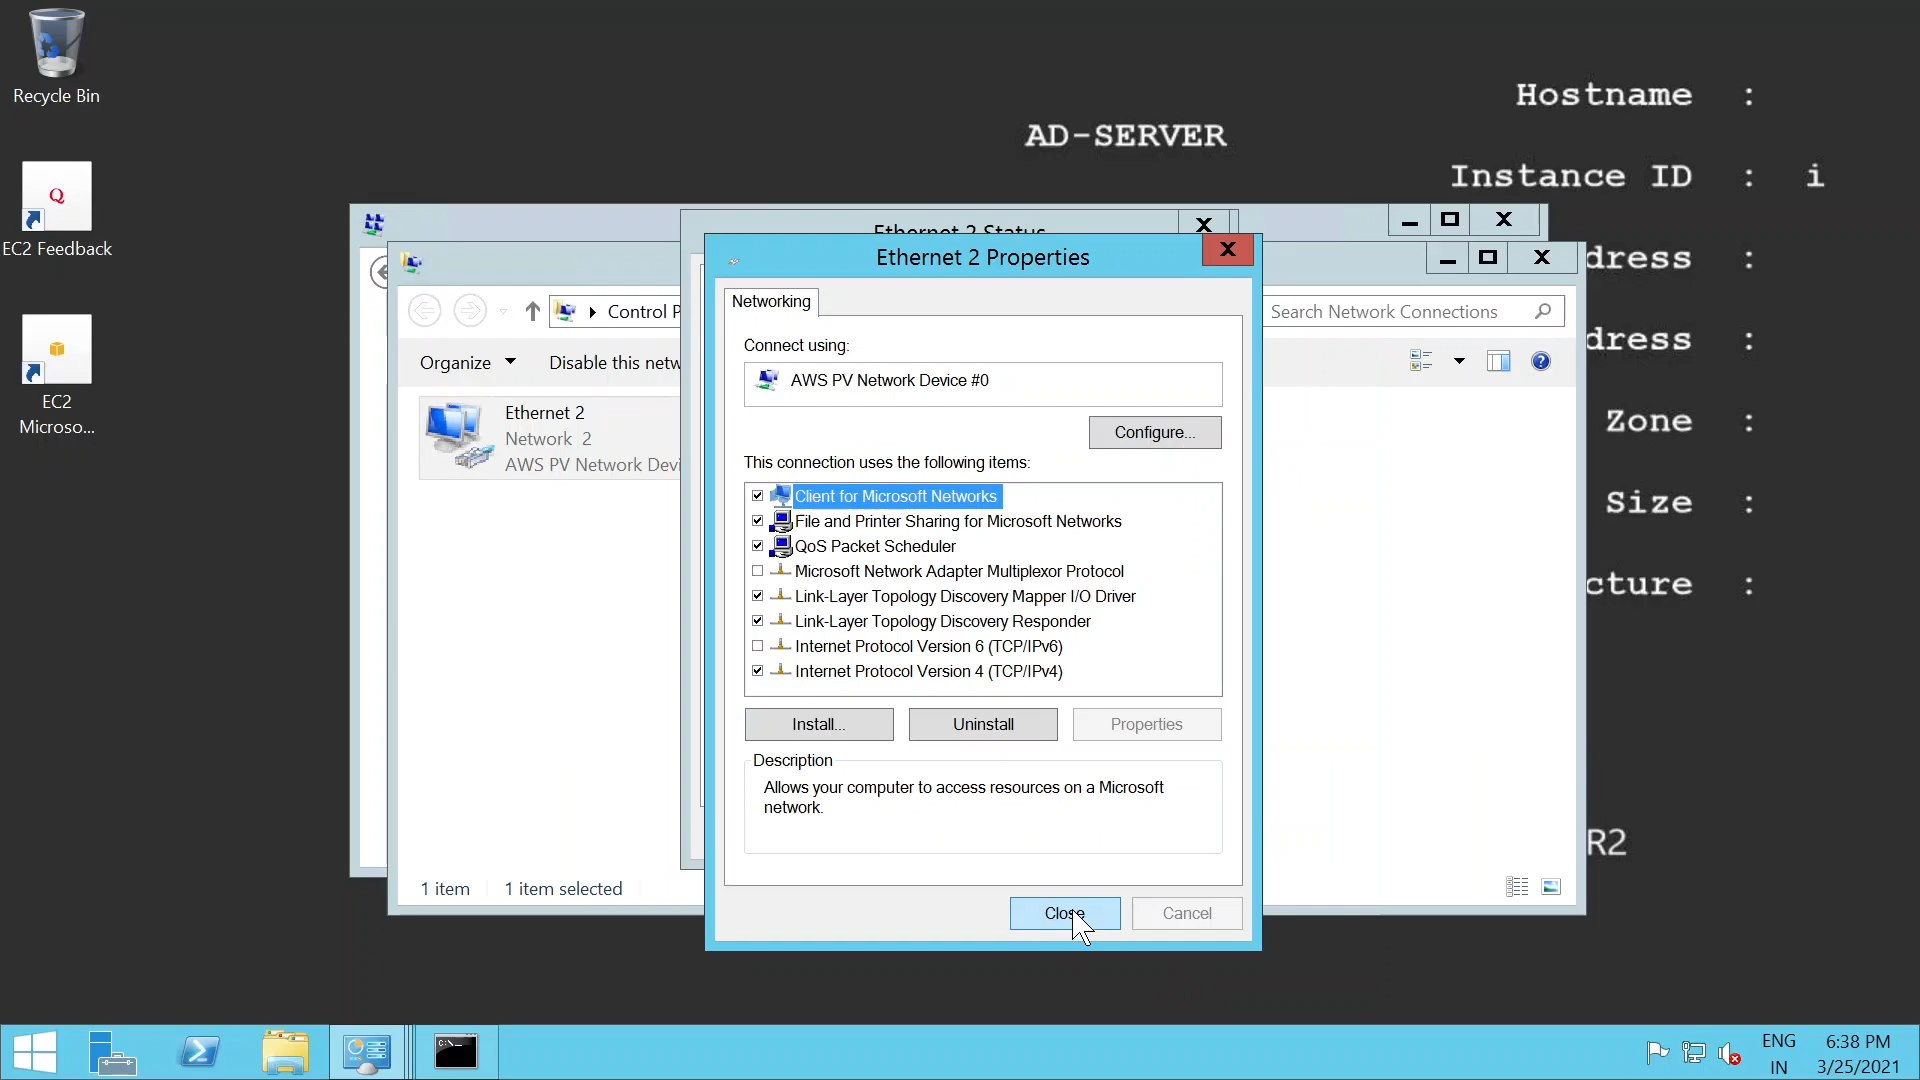 Recycle Bin
EC2 Feedback
EC2
Microso...
Hostname :
AD-SERVER
Instance ID : i
dress :
dress :
Zone :
Size :
cture :
R2
Ethernet 2 Status
Ethernet 2 Properties
Control P
Search Network Connections
Organize
Disable this netw
Ethernet 2
Network 2
AWS PV Network Devi
1 item
1 item selected
Networking
Connect using:
AWS PV Network Device #0
Configure...
This connection uses the following items:
Client for Microsoft Networks
File and Printer Sharing for Microsoft Networks
QoS Packet Scheduler
Microsoft Network Adapter Multiplexor Protocol
Link-Layer Topology Discovery Mapper I/O Driver
Link-Layer Topology Discovery Responder
Internet Protocol Version 6 (TCP/IPv6)
Internet Protocol Version 4 (TCP/IPv4)
Install...
Uninstall
Properties
Description
Allows your computer to access resources on a Microsoft
network.
Close
Cancel
ENG
IN
6:38 PM
3/25/2021